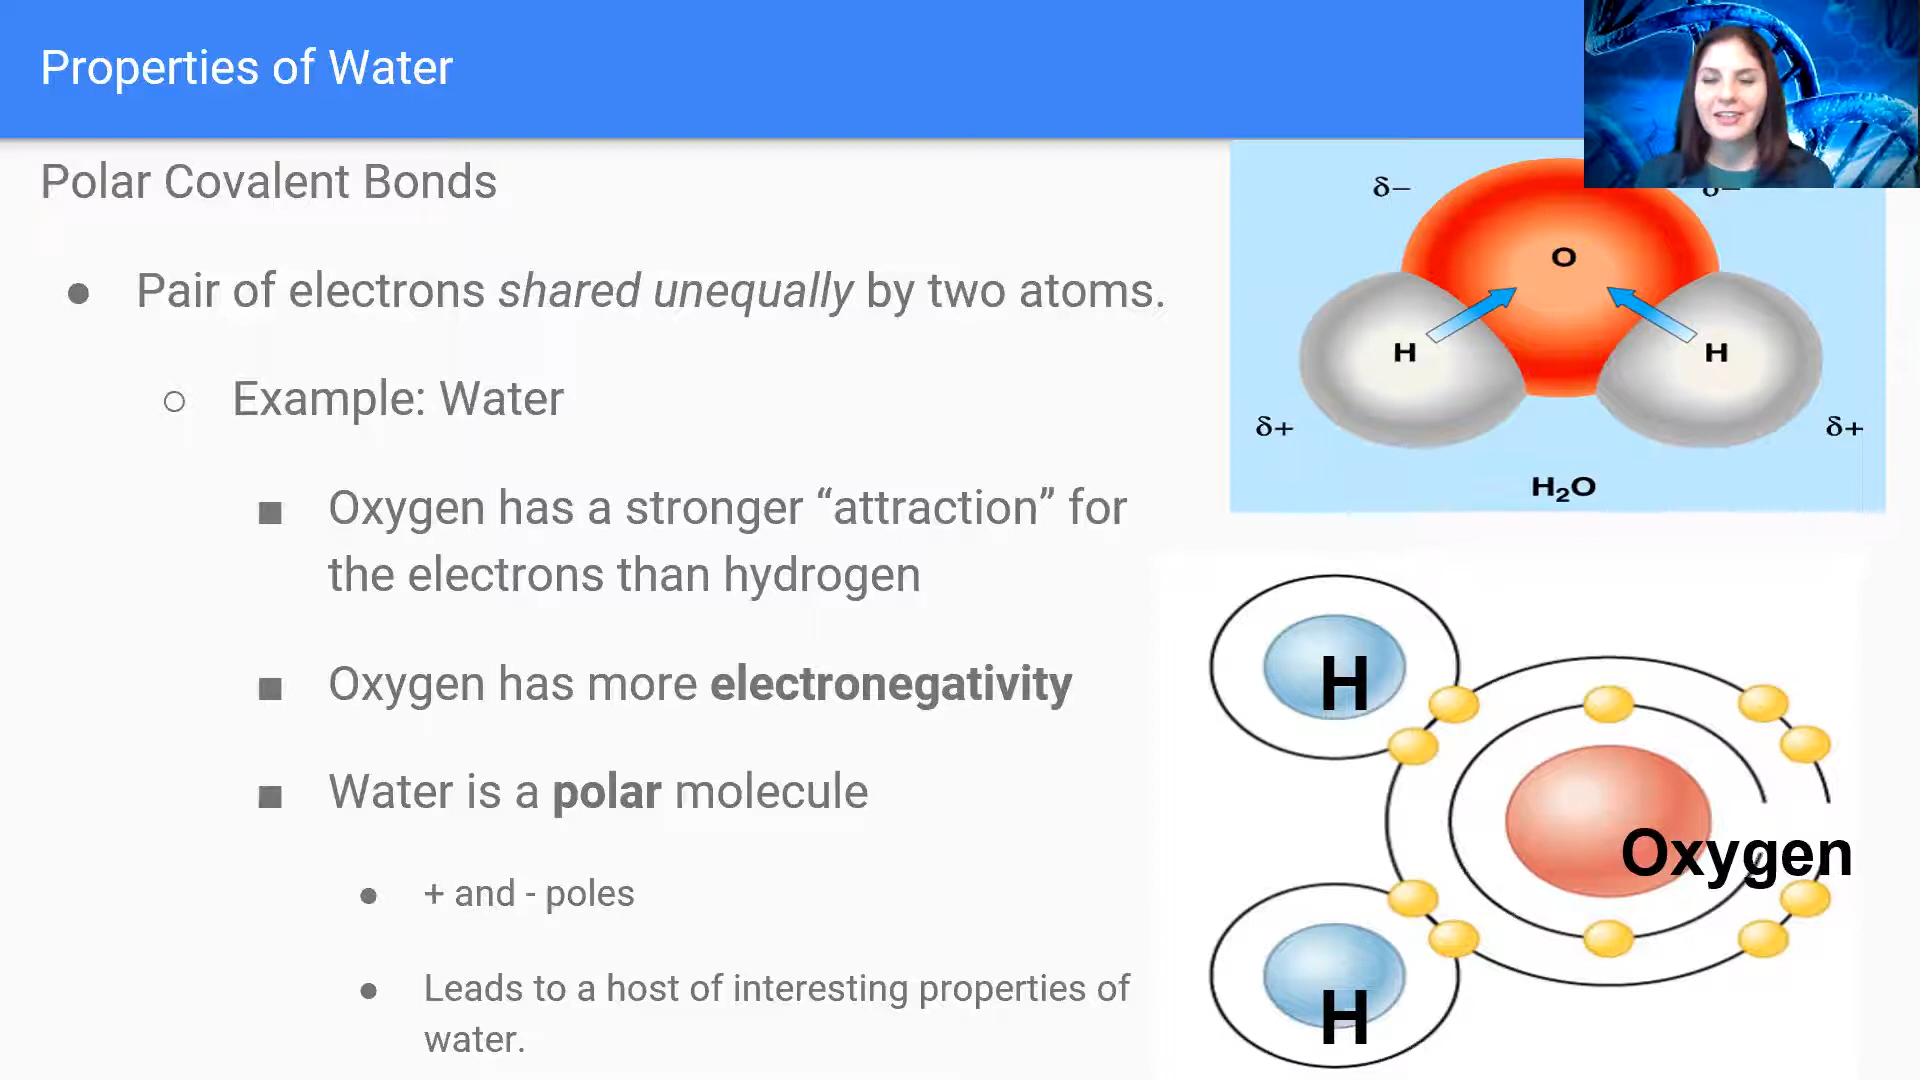 Properties of Water
Polar Covalent Bonds
● Pair of electrons shared unequally by two atoms.
○ Example: Water
■ Oxygen has a stronger “attraction” for
the electrons than hydrogen
■ Oxygen has more electronegativity
■ Water is a polar molecule
● + and - poles
● Leads to a host of interesting properties of
water.
δ− δ−
O
H H
δ+ δ+
H₂O
H
Oxygen
H